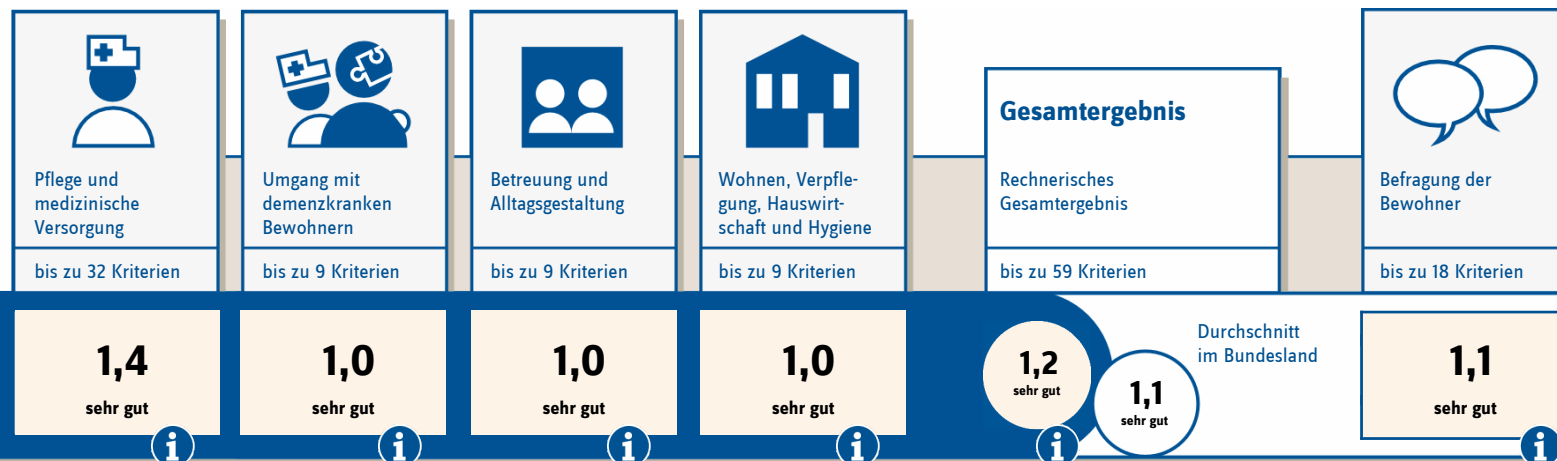 Pflege und
medizinische
Versorgung
bis zu 32 Kriterien
1,4
sehr gut
i
Umgang mit
demenzkranken
Bewohnern
bis zu 9 Kriterien
1,0
sehr gut
i
Betreuung und
Alltagsgestaltung
bis zu 9 Kriterien
1,0
sehr gut
i
Wohnen, Verpfle-
gung, Hauswirt-
schaft und Hygiene
bis zu 9 Kriterien
1,0
sehr gut
i
Gesamtergebnis
Rechnerisches
Gesamtergebnis
bis zu 59 Kriterien
1,2
sehr gut
i
Durchschnitt
im Bundesland
1,1
sehr gut
Befragung der
Bewohner
bis zu 18 Kriterien
1,1
sehr gut
i